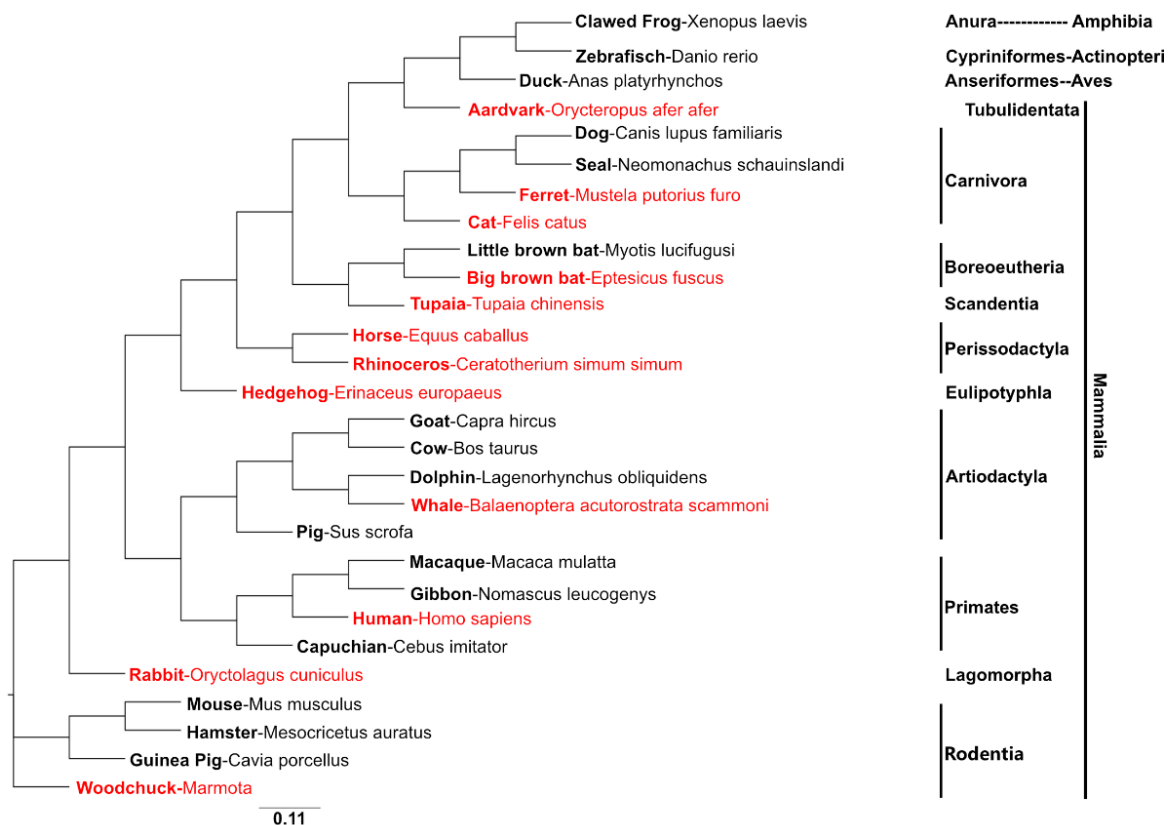 Clawed Frog-Xenopus laevis Anura------------ Amphibia
Zebrafisch-Danio rerio Cypriniformes-Actinopteri
Duck-Anas platyrhynchos Anseriformes--Aves
Aardvark-Orycteropus afer afer Tubulidentata
Dog-Canis lupus familiaris
Seal-Neomonachus schauinslandi
Carnivora
Ferret-Mustela putorius furo
Cat-Felis catus
Little brown bat-Myotis lucifugusi
Boreoeutheria
Big brown bat-Eptesicus fuscus
Tupaia-Tupaia chinensis Scandentia
Horse-Equus caballus
Perissodactyla
Rhinoceros-Ceratotherium simum simum
Hedgehog-Erinaceus europaeus Eulipotyphla
Mammalia
Goat-Capra hircus
Cow-Bos taurus
Dolphin-Lagenorhynchus obliquidens Artiodactyla
Whale-Balaenoptera acutorostrata scammoni
Pig-Sus scrofa
Macaque-Macaca mulatta
Gibbon-Nomascus leucogenys
Primates
Human-Homo sapiens
Capuchian-Cebus imitator
Rabbit-Oryctolagus cuniculus Lagomorpha
Mouse-Mus musculus
Hamster-Mesocricetus auratus
Rodentia
Guinea Pig-Cavia porcellus
Woodchuck-Marmota
0.11